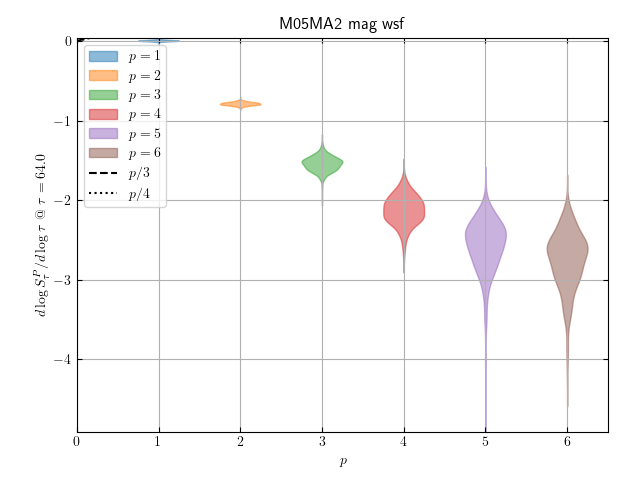 M05MA2 mag wsf
0
−1
−2
−3
−4
d log S_τ^P / d log τ @ τ = 64.0
p = 1
p = 2
p = 3
p = 4
p = 5
p = 6
p/3
p/4
0 1 2 3 4 5 6
p